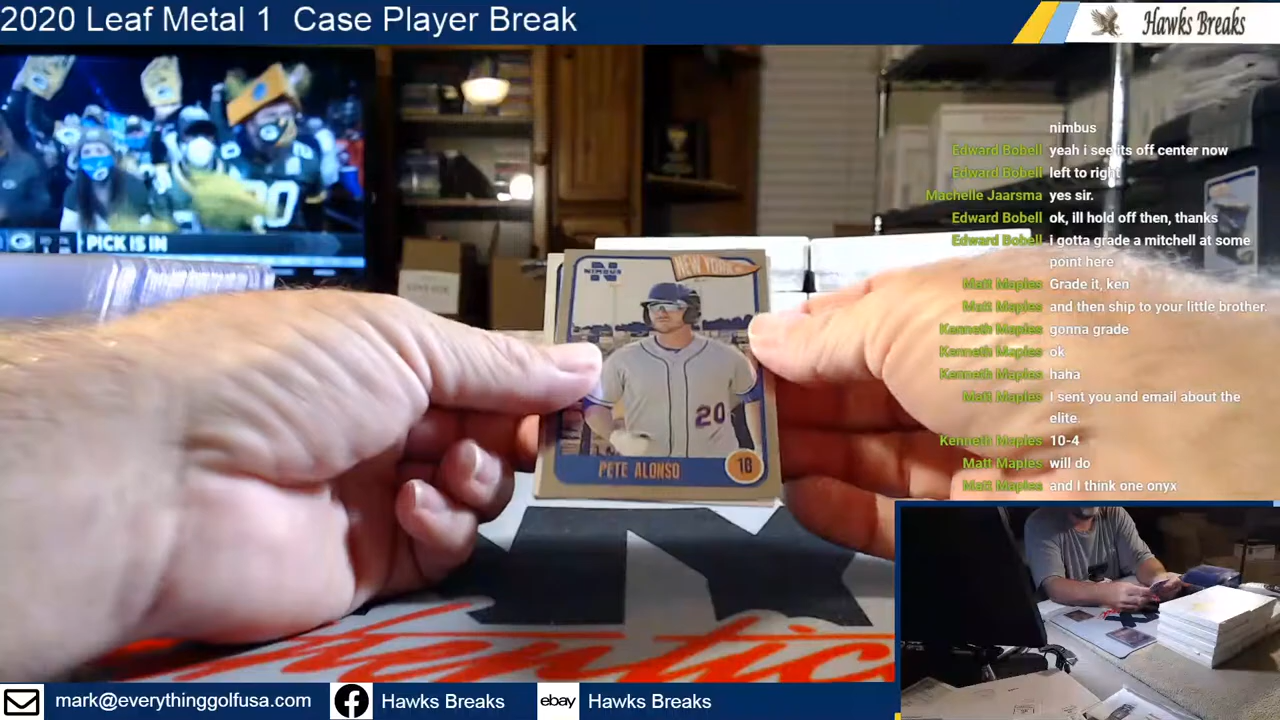 2020 Leaf Metal 1 Case Player Break
Hawks Breaks
nimbus
Edward Bobell yeah i see its off center now
Edward Bobell left to right
Machelle Jaarsma yes sir.
Edward Bobell ok, ill hold off then, thanks
Edward Bobell i gotta grade a mitchell at some
point here
Matt Maples Grade it, ken
Matt Maples and then ship to your little brother.
Kenneth Maples gonna grade
Kenneth Maples ok
Kenneth Maples haha
Matt Maples I sent you and email about the
elite.
Kenneth Maples 10-4
Matt Maples will do
Matt Maples and I think one onyx
PICK IS IN
N
NIMBUS
NEW YORK
20
PETE ALONSO
10
mark@everythinggolfusa.com
Hawks Breaks
ebay
Hawks Breaks